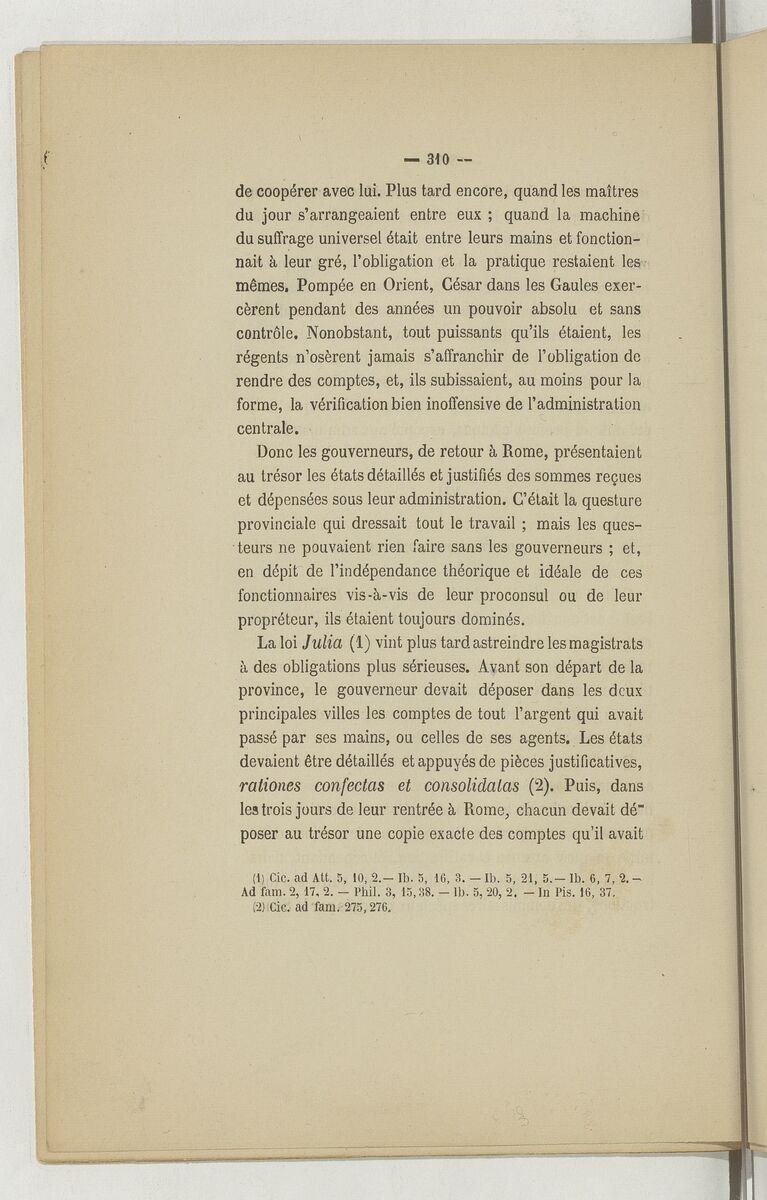 — 310 —
de coopérer avec lui. Plus tard encore, quand les maîtres
du jour s'arrangeaient entre eux ; quand la machine
du suffrage universel était entre leurs mains et fonction-
nait à leur gré, l'obligation et la pratique restaient les
mêmes. Pompée en Orient, César dans les Gaules exer-
cèrent pendant des années un pouvoir absolu et sans
contrôle. Nonobstant, tout puissants qu'ils étaient, les
régents n'osèrent jamais s'affranchir de l'obligation de
rendre des comptes, et, ils subissaient, au moins pour la
forme, la vérification bien inoffensive de l'administration
centrale.
Donc les gouverneurs, de retour à Rome, présentaient
au trésor les états détaillés et justifiés des sommes reçues
et dépensées sous leur administration. C'était la questure
provinciale qui dressait tout le travail ; mais les ques-
teurs ne pouvaient rien faire sans les gouverneurs ; et,
en dépit de l'indépendance théorique et idéale de ces
fonctionnaires vis-à-vis de leur proconsul ou de leur
propréteur, ils étaient toujours dominés.
La loi Julia (1) vint plus tard astreindre les magistrats
à des obligations plus sérieuses. Avant son départ de la
province, le gouverneur devait déposer dans les deux
principales villes les comptes de tout l'argent qui avait
passé par ses mains, ou celles de ses agents. Les états
devaient être détaillés et appuyés de pièces justificatives,
rationes confectas et consolidatas (2). Puis, dans
les trois jours de leur rentrée à Rome, chacun devait dé-
poser au trésor une copie exacte des comptes qu'il avait
(1) Cic. ad Att. 5, 10, 2.— Ib. 5, 16, 3. — Ib. 5, 21, 5.— Ib. 6, 7, 2. —
Ad fam. 2, 17, 2. — Phil. 3, 15, 38. — Ib. 5, 20, 2. — In Pis. 16, 37.
(2) Cic. ad fam. 275, 276.